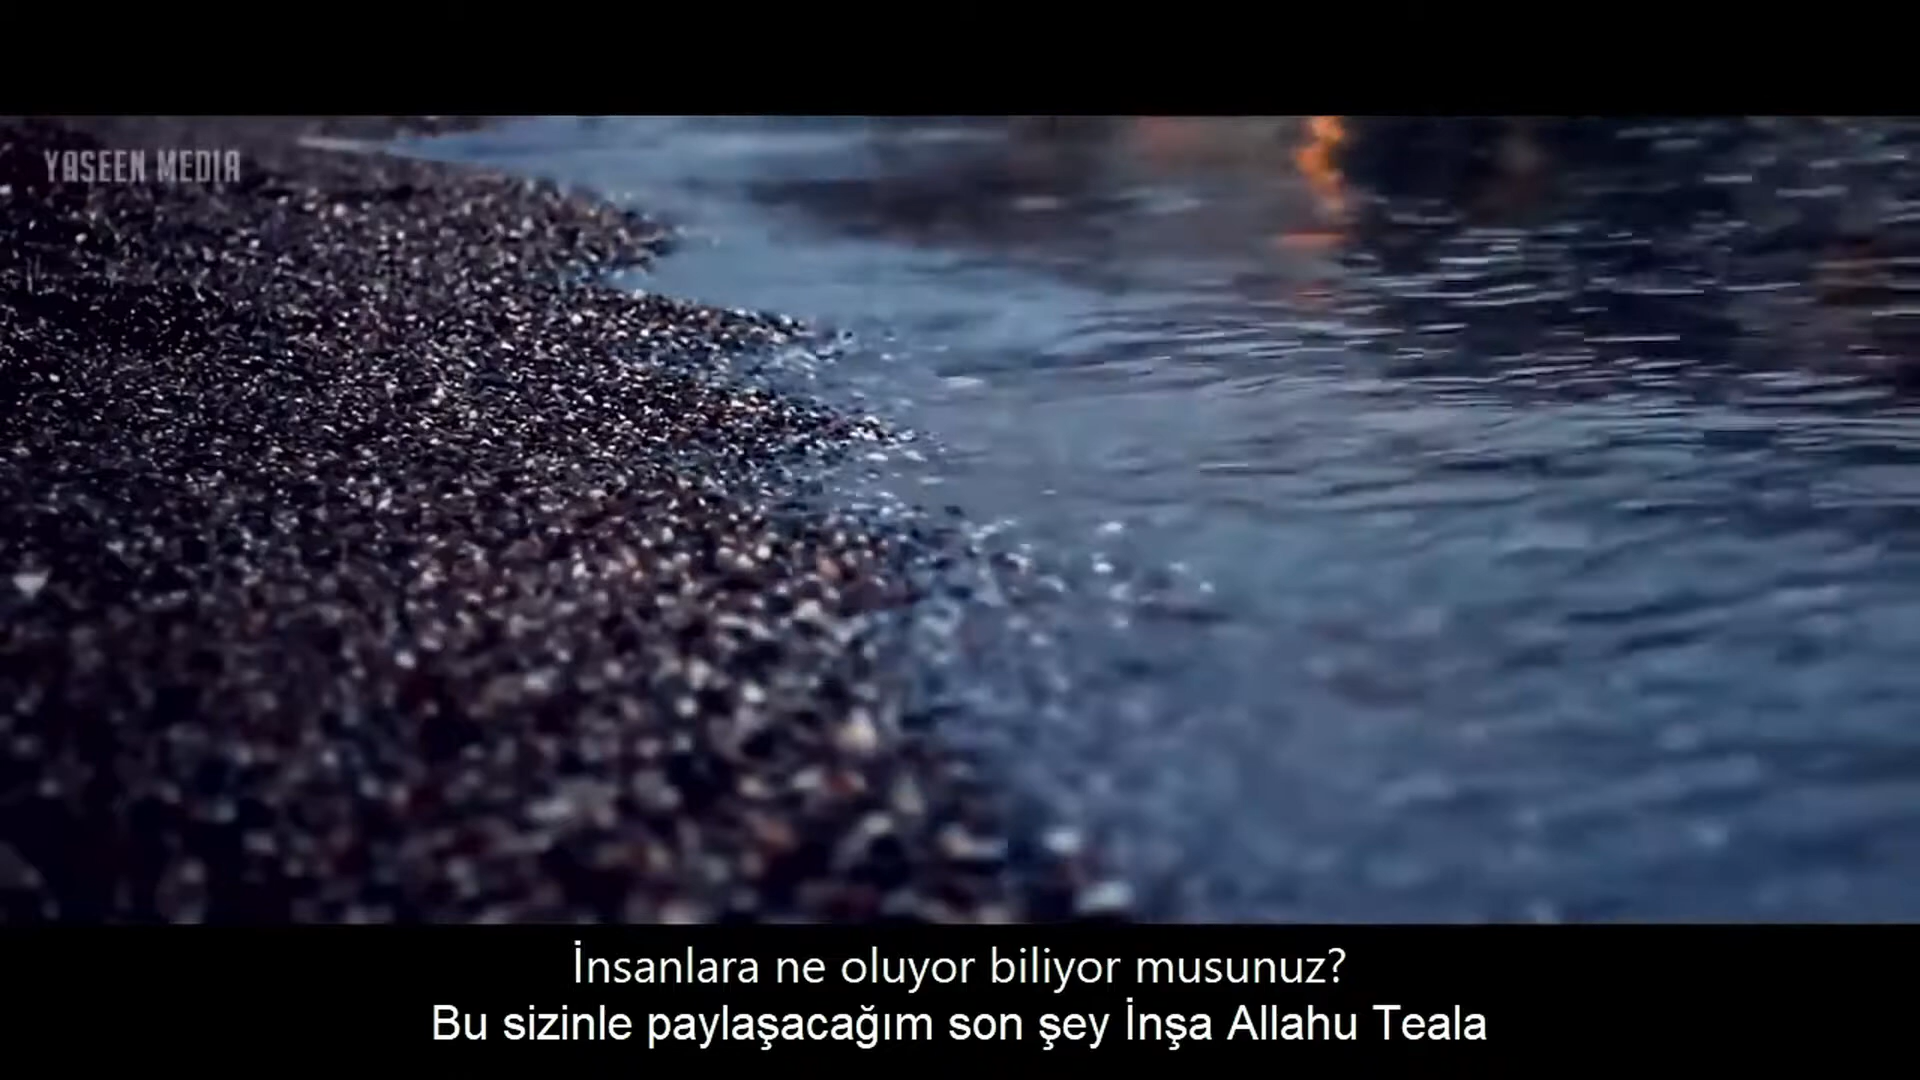 YASEEN MEDIA
İnsanlara ne oluyor biliyor musunuz?
Bu sizinle paylaşacağım son şey İnşa Allahu Teala